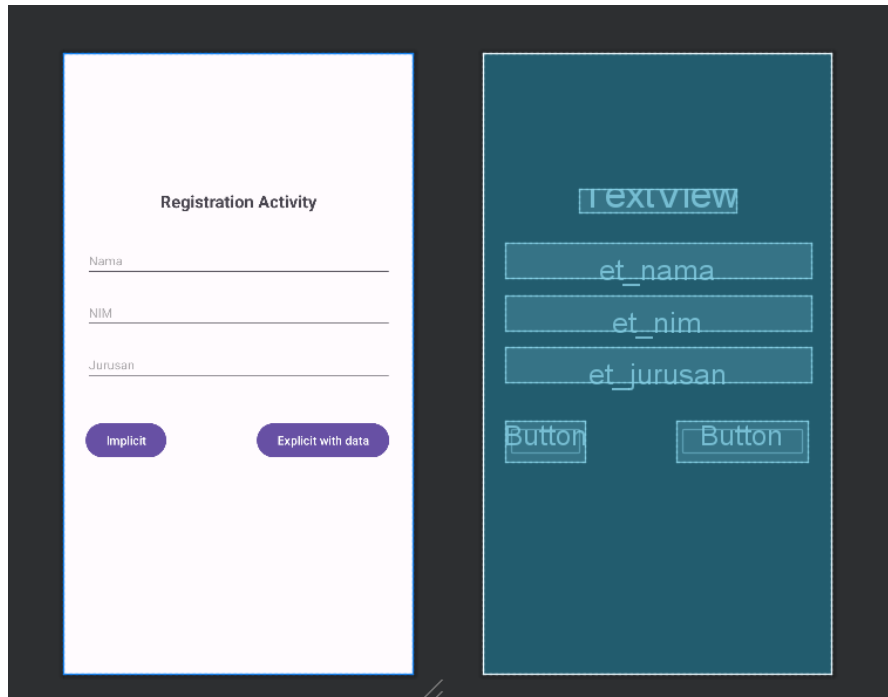 Registration Activity
Nama
NIM
Jurusan
Implicit
Explicit with data
TextView
et_nama
et_nim
et_jurusan
Button
Button